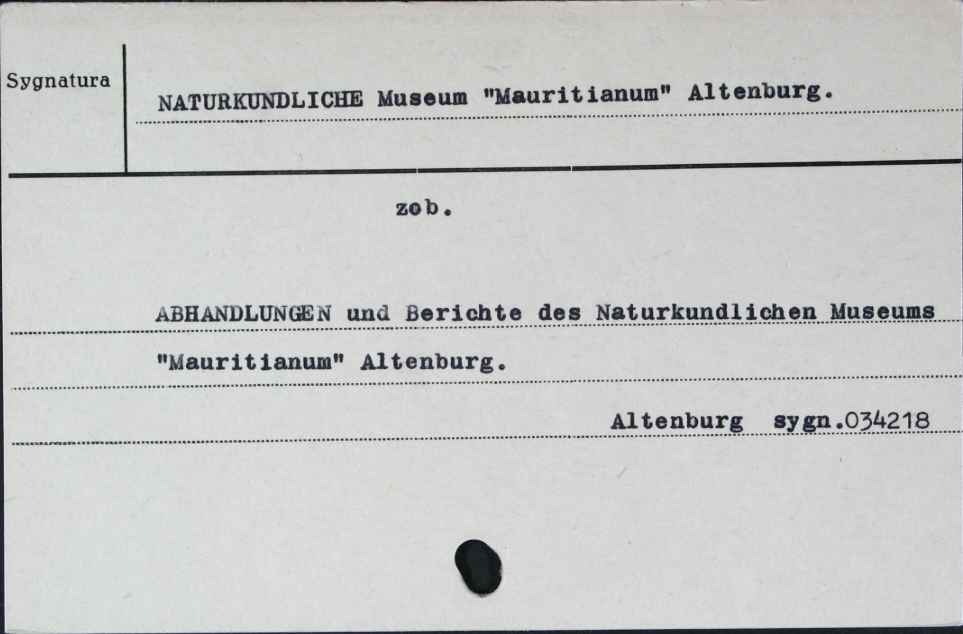 Sygnatura
NATURKUNDLICHE Museum "Mauritianum" Altenburg.
zob.
ABHANDLUNGEN und Berichte des Naturkundlichen Museums
"Mauritianum" Altenburg.
Altenburg sygn.034218